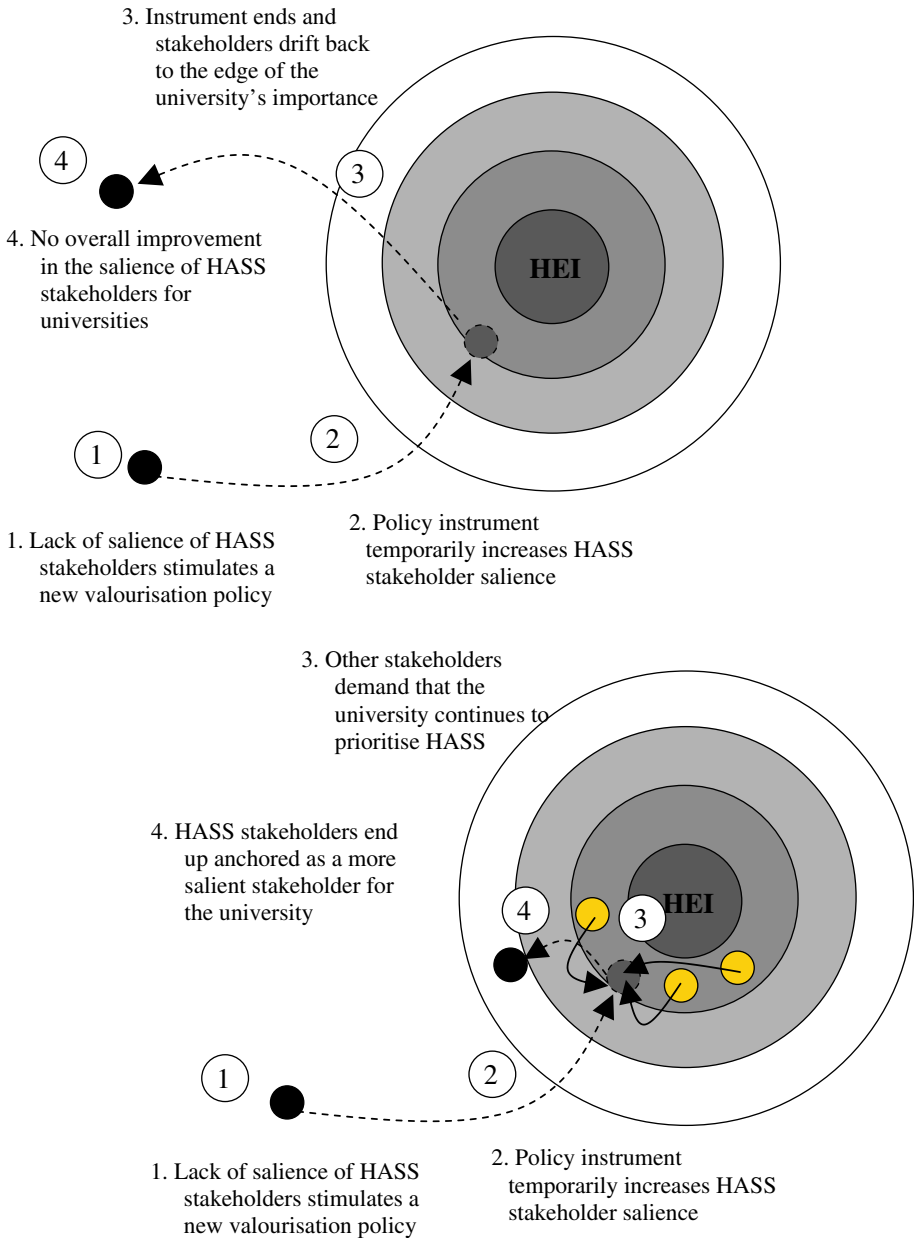 3. Instrument ends and
stakeholders drift back
to the edge of the
university’s importance
4
3
4. No overall improvement
in the salience of HASS
stakeholders for
universities
HEI
1
2
1. Lack of salience of HASS
stakeholders stimulates a
new valourisation policy
2. Policy instrument
temporarily increases HASS
stakeholder salience
3. Other stakeholders
demand that the
university continues to
prioritise HASS
4. HASS stakeholders end
up anchored as a more
salient stakeholder for
the university
4
3
HEI
1
2
1. Lack of salience of HASS
stakeholders stimulates a
new valourisation policy
2. Policy instrument
temporarily increases HASS
stakeholder salience